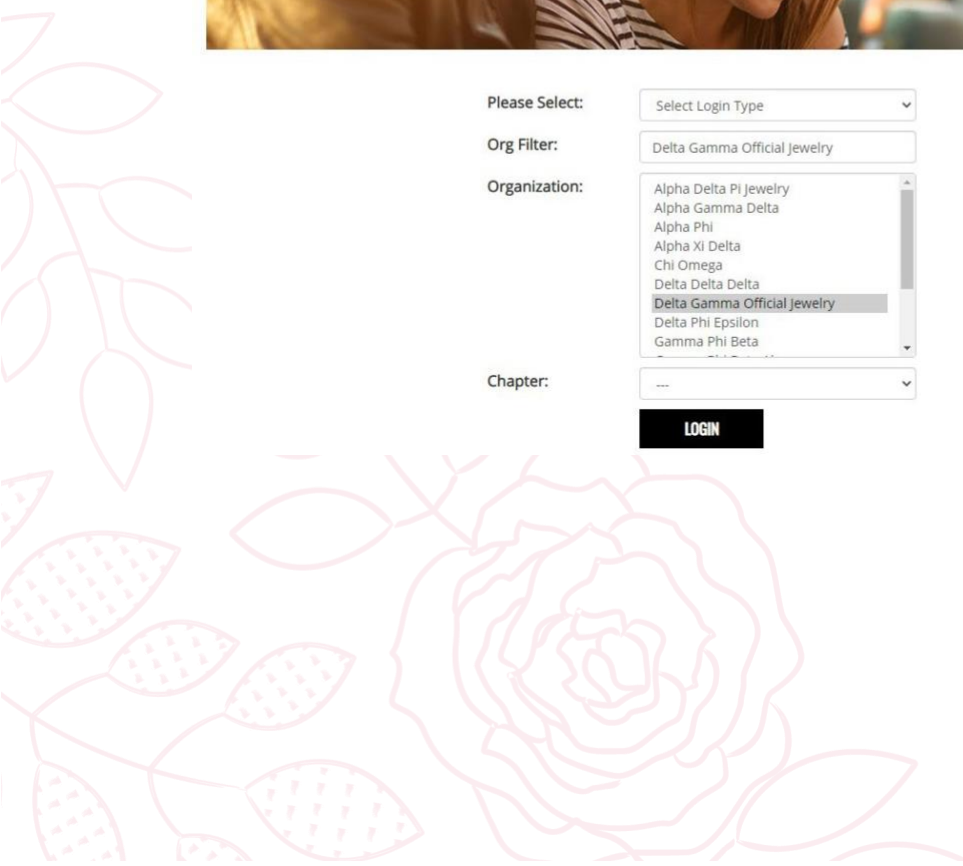 Please Select: Select Login Type
Org Filter: Delta Gamma Official Jewelry
Organization: Alpha Delta Pi Jewelry
Alpha Gamma Delta
Alpha Phi
Alpha Xi Delta
Chi Omega
Delta Delta Delta
Delta Gamma Official Jewelry
Delta Phi Epsilon
Gamma Phi Beta
Chapter: ---
LOGIN